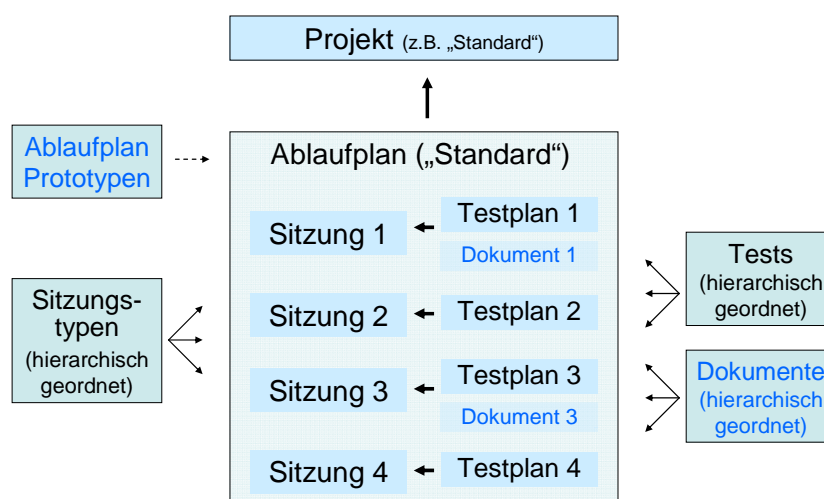 Projekt (z.B. „Standard“)
Ablaufplan
Prototypen
Ablaufplan („Standard“)
Sitzung 1
Testplan 1
Dokument 1
Sitzung 2
Testplan 2
Sitzung 3
Testplan 3
Dokument 3
Sitzung 4
Testplan 4
Sitzungs-
typen
(hierarchisch
geordnet)
Tests
(hierarchisch
geordnet)
Dokumente
(hierarchisch
geordnet)